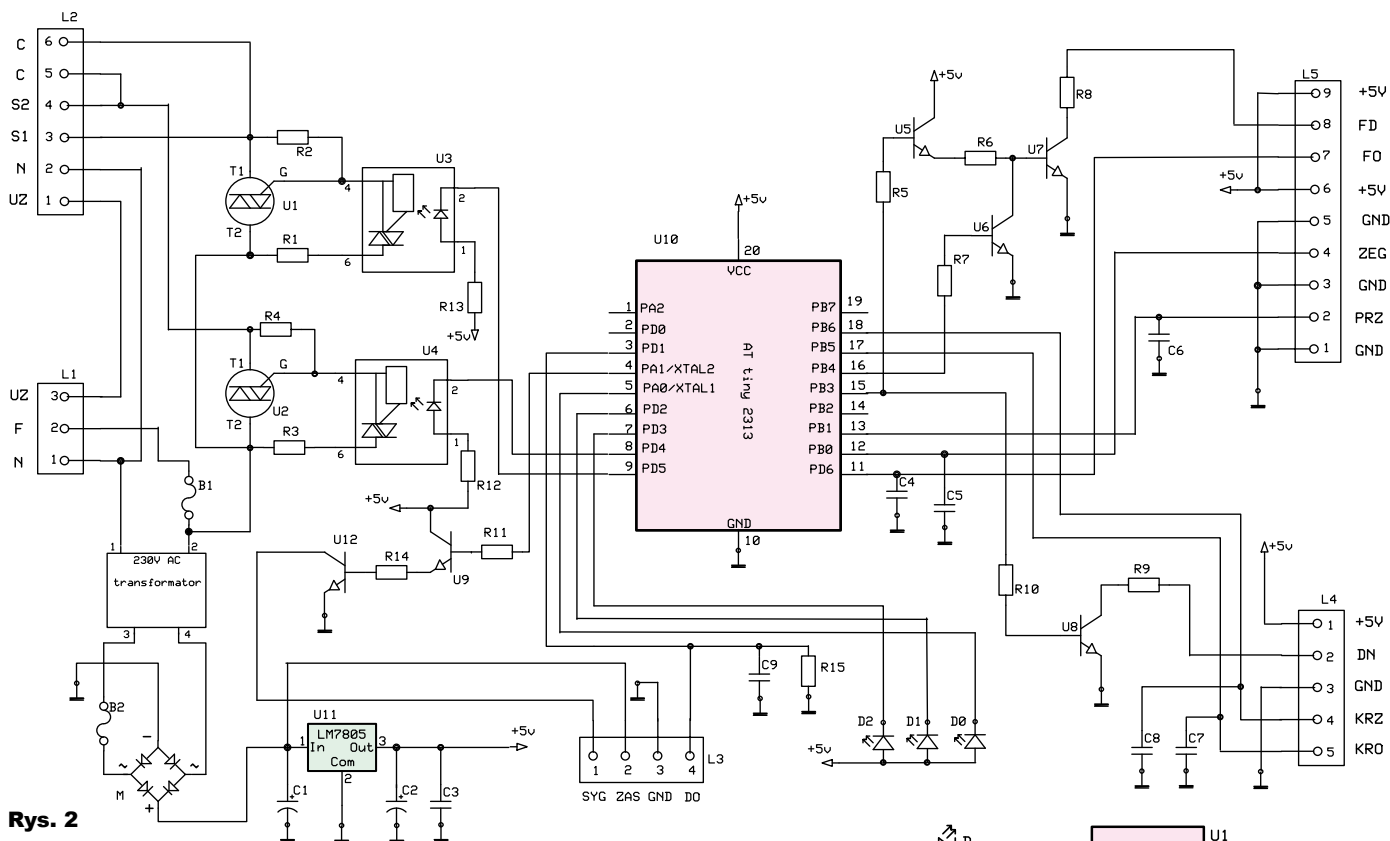 L2
C 6
C 5
S2 4
S1 3
N 2
UZ 1
R2
T1 G
U1
T2
R1
U3
4
6
2
1
R13
+5v
R4
T1 G
U2
T2
R3
U4
4
6
2
1
R12
+5v
L1
UZ 3
F 2
N 1
B1
1 2
230V AC
transformator
3 4
B2
~ ~
−
M
+
U12
R14
U9
R11
U11
LM7805
1 In Out 3
Com
2
+5v
C1
+
C2
+
C3
U10
+5v
20
VCC
AT tiny 2313
1 PA2
2 PD0
3 PD1
4 PA1/XTAL2
5 PA0/XTAL1
6 PD2
7 PD3
8 PD4
9 PD5
PB7 19
PB6 18
PB5 17
PB4 16
PB3 15
PB2 14
PB1 13
PB0 12
PD6 11
GND
10
U5
+5v
R6
U7
R8
R5
U6
R7
C4
C5
C6
L5
9 +5V
8 FD
7 FO
+5v
6 +5V
5 GND
4 ZEG
3 GND
2 PRZ
1 GND
R10
U8
R9
+5v
L4
1 +5V
2 DN
3 GND
4 KRZ
5 KRO
C8
C7
C9
R15
D2
D1
D0
+5v
L3
1 2 3 4
SYG ZAS GND DO
Rys. 2
U1